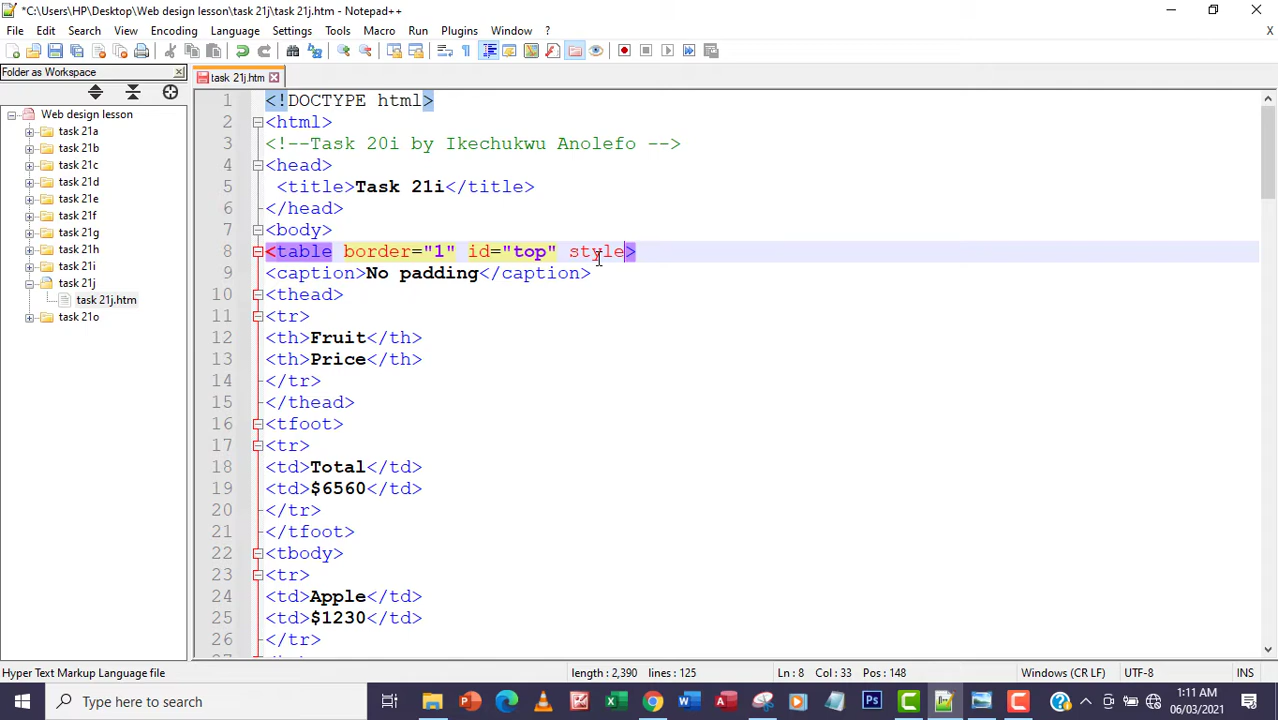 *C:\Users\HP\Desktop\Web design lesson\task 21j\task 21j.htm - Notepad++
File Edit Search View Encoding Language Settings Tools Macro Run Plugins Window ?
X
Folder as Workspace
task 21j.htm
Web design lesson
task 21a
task 21b
task 21c
task 21d
task 21e
task 21f
task 21g
task 21h
task 21i
task 21j
task 21j.htm
task 21o
1 <!DOCTYPE html>
2 <html>
3 <!--Task 20i by Ikechukwu Anolefo -->
4 <head>
5 <title>Task 21i</title>
6 </head>
7 <body>
8 <table border="1" id="top" style>
9 <caption>No padding</caption>
10 <thead>
11 <tr>
12 <th>Fruit</th>
13 <th>Price</th>
14 </tr>
15 </thead>
16 <tfoot>
17 <tr>
18 <td>Total</td>
19 <td>$6560</td>
20 </tr>
21 </tfoot>
22 <tbody>
23 <tr>
24 <td>Apple</td>
25 <td>$1230</td>
26 </tr>
Hyper Text Markup Language file length : 2,390 lines : 125 Ln : 8 Col : 33 Pos : 148 Windows (CR LF) UTF-8 INS
Type here to search
1:11 AM
06/03/2021